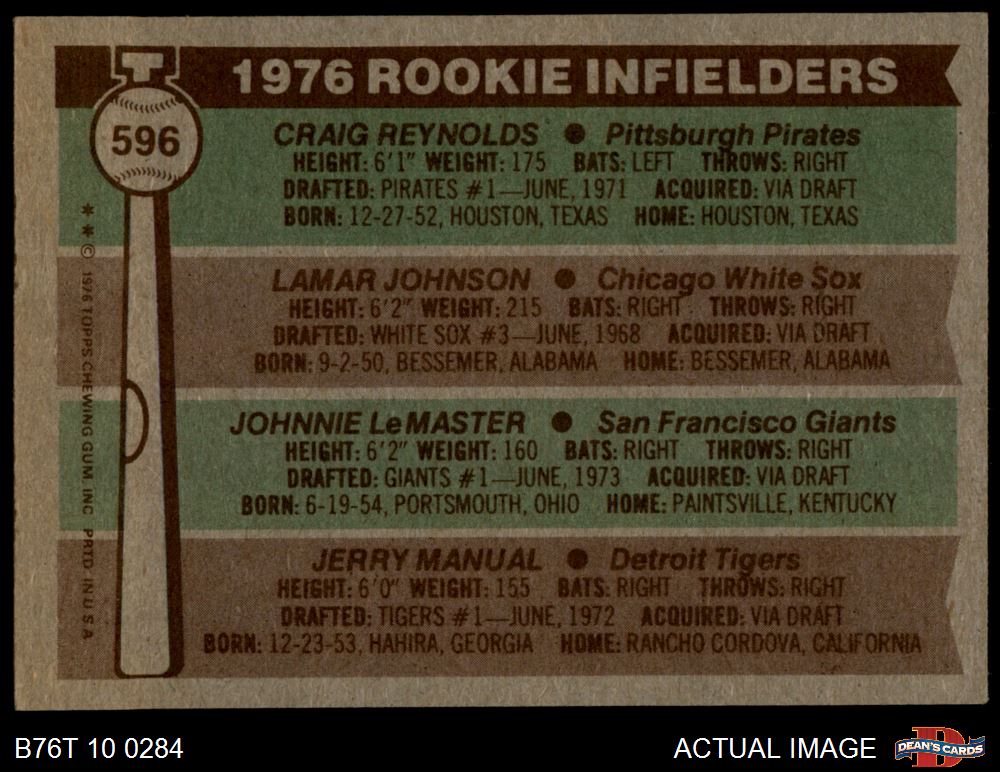 1976 ROOKIE INFIELDERS
596
CRAIG REYNOLDS ● Pittsburgh Pirates
HEIGHT: 6'1" WEIGHT: 175 BATS: LEFT THROWS: RIGHT
DRAFTED: PIRATES #1—JUNE, 1971 ACQUIRED: VIA DRAFT
BORN: 12-27-52, HOUSTON, TEXAS HOME: HOUSTON, TEXAS
LAMAR JOHNSON ● Chicago White Sox
HEIGHT: 6'2" WEIGHT: 215 BATS: RIGHT THROWS: RIGHT
DRAFTED: WHITE SOX #3—JUNE, 1968 ACQUIRED: VIA DRAFT
BORN: 9-2-50, BESSEMER, ALABAMA HOME: BESSEMER, ALABAMA
JOHNNIE LeMASTER ● San Francisco Giants
HEIGHT: 6'2" WEIGHT: 160 BATS: RIGHT THROWS: RIGHT
DRAFTED: GIANTS #1—JUNE, 1973 ACQUIRED: VIA DRAFT
BORN: 6-19-54, PORTSMOUTH, OHIO HOME: PAINTSVILLE, KENTUCKY
JERRY MANUAL ● Detroit Tigers
HEIGHT: 6'0" WEIGHT: 155 BATS: RIGHT THROWS: RIGHT
DRAFTED: TIGERS #1—JUNE, 1972 ACQUIRED: VIA DRAFT
BORN: 12-23-53, HAHIRA, GEORGIA HOME: RANCHO CORDOVA, CALIFORNIA
* * © 1976 TOPPS CHEWING GUM, INC PRTD IN U S A
B76T 10 0284
ACTUAL IMAGE
D
DEAN'S CARDS